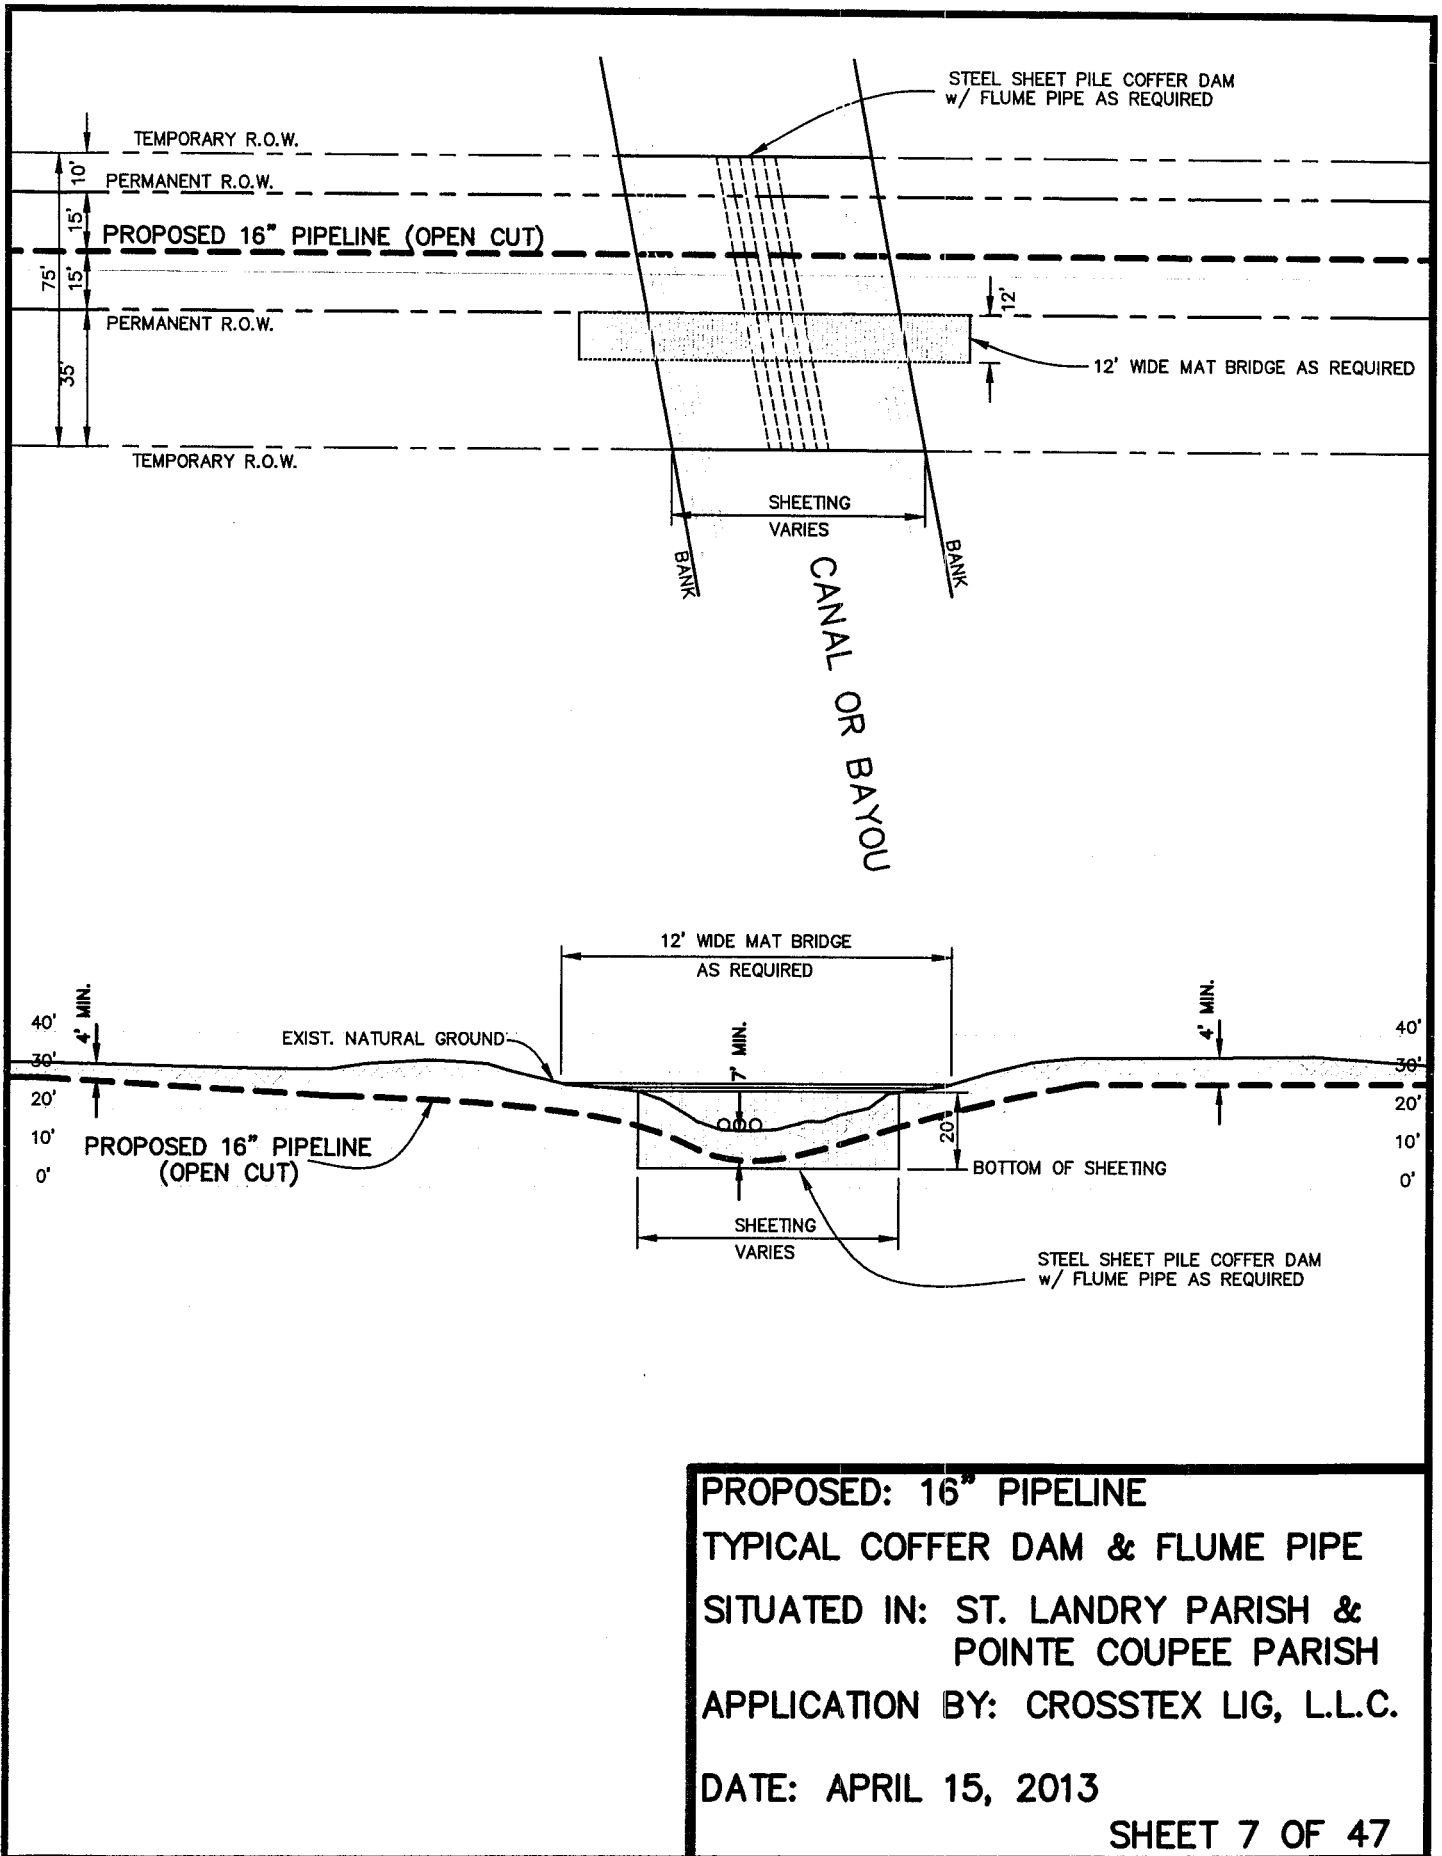 STEEL SHEET PILE COFFER DAM
w/ FLUME PIPE AS REQUIRED
TEMPORARY R.O.W.
10'
PERMANENT R.O.W.
15'
PROPOSED 16" PIPELINE (OPEN CUT)
75'
15'
12'
PERMANENT R.O.W.
35'
12' WIDE MAT BRIDGE AS REQUIRED
TEMPORARY R.O.W.
SHEETING
VARIES
BANK
BANK
CANAL OR BAYOU
12' WIDE MAT BRIDGE
AS REQUIRED
4' MIN.
4' MIN.
40'
40'
EXIST. NATURAL GROUND
7' MIN.
30'
30'
20'
20'
20'
10'
10'
PROPOSED 16" PIPELINE
(OPEN CUT)
0'
0'
BOTTOM OF SHEETING
SHEETING
VARIES
STEEL SHEET PILE COFFER DAM
w/ FLUME PIPE AS REQUIRED
PROPOSED: 16" PIPELINE
TYPICAL COFFER DAM & FLUME PIPE
SITUATED IN: ST. LANDRY PARISH &
POINTE COUPEE PARISH
APPLICATION BY: CROSSTEX LIG, L.L.C.
DATE: APRIL 15, 2013
SHEET 7 OF 47